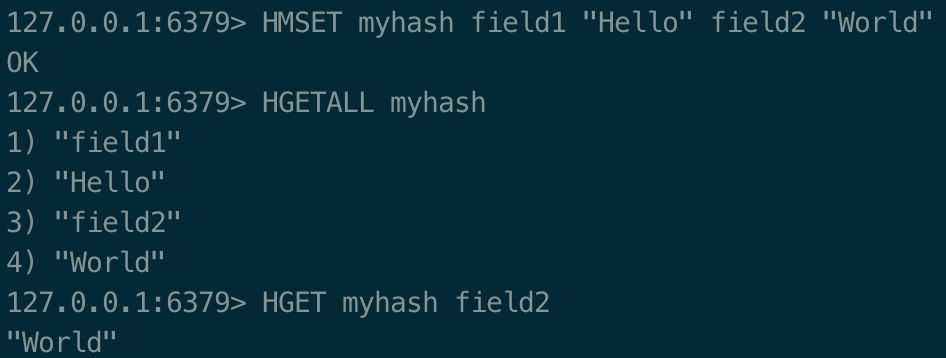 127.0.0.1:6379> HMSET myhash field1 "Hello" field2 "World"
OK
127.0.0.1:6379> HGETALL myhash
1) "field1"
2) "Hello"
3) "field2"
4) "World"
127.0.0.1:6379> HGET myhash field2
"World"